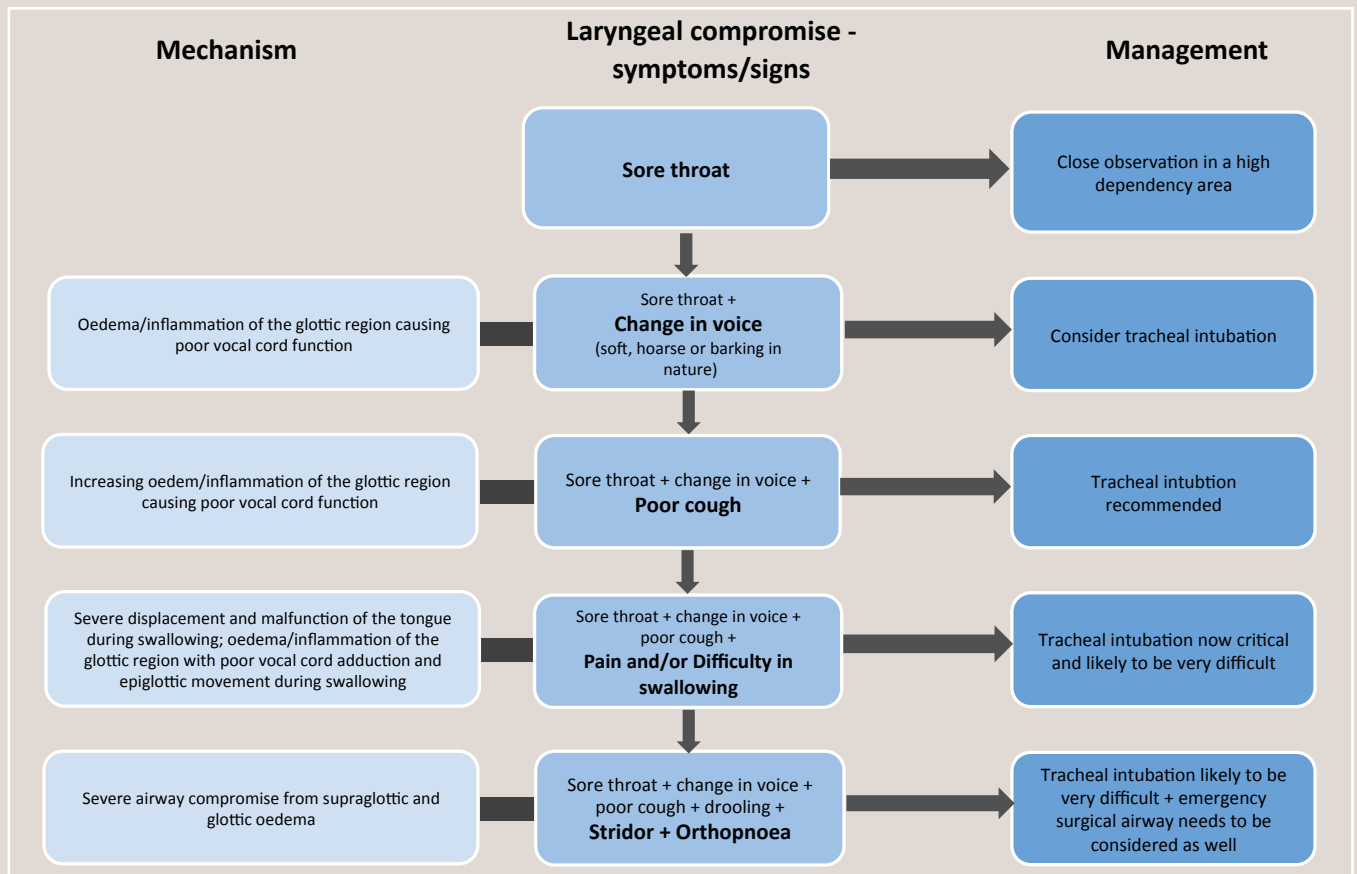 Mechanism
Laryngeal compromise -
symptoms/signs
Management
Sore throat
Close observation in a high
dependency area
Oedema/inflammation of the glottic region causing
poor vocal cord function
Sore throat +
Change in voice
(soft, hoarse or barking in
nature)
Consider tracheal intubation
Increasing oedem/inflammation of the glottic region
causing poor vocal cord function
Sore throat + change in voice +
Poor cough
Tracheal intubtion
recommended
Severe displacement and malfunction of the tongue
during swallowing; oedema/inflammation of the
glottic region with poor vocal cord adduction and
epiglottic movement during swallowing
Sore throat + change in voice +
poor cough +
Pain and/or Difficulty in
swallowing
Tracheal intubation now critical
and likely to be very difficult
Severe airway compromise from supraglottic and
glottic oedema
Sore throat + change in voice +
poor cough + drooling +
Stridor + Orthopnoea
Tracheal intubation likely to be
very difficult + emergency
surgical airway needs to be
considered as well